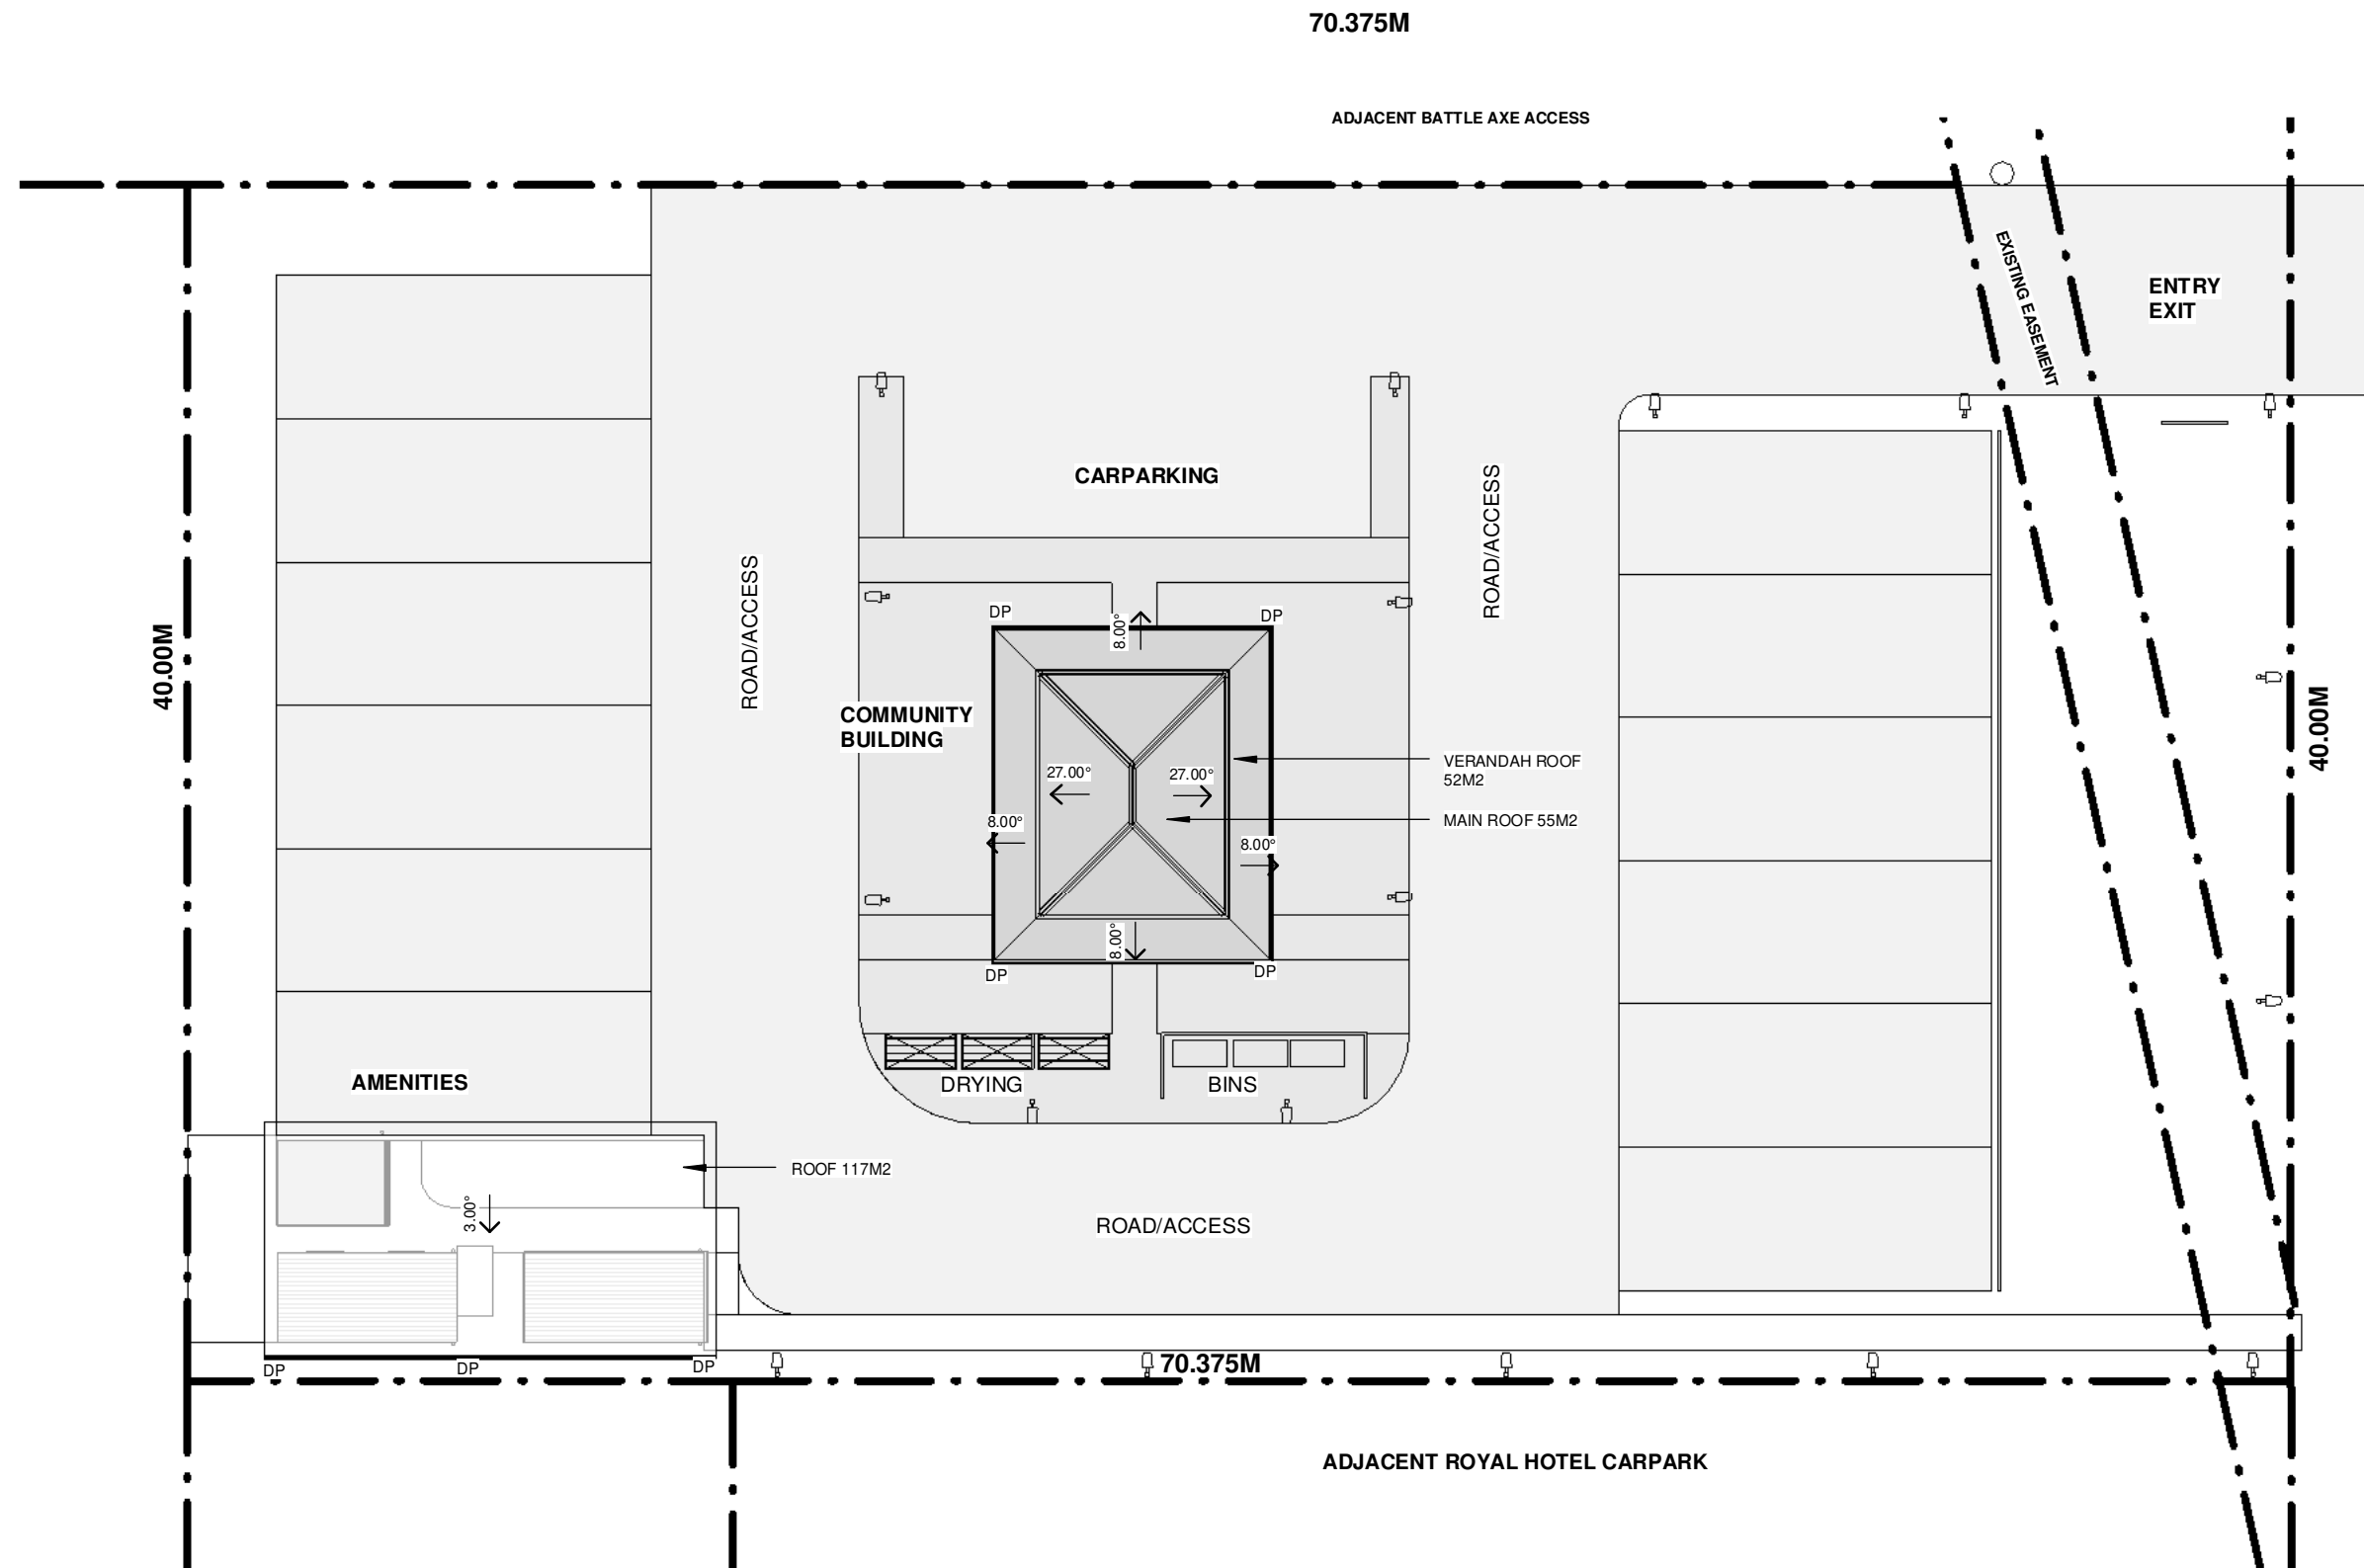 70.375M
ADJACENT BATTLE AXE ACCESS
EXISTING EASEMENT
ENTRY
EXIT
CARPARKING
ROAD/ACCESS
ROAD/ACCESS
40.00M
DP
8.00°
DP
COMMUNITY
BUILDING
40.00M
27.00°
27.00°
VERANDAH ROOF
52M2
MAIN ROOF 55M2
8.00°
8.00°
8.00°
DP
DP
AMENITIES
DRYING
BINS
ROOF 117M2
3.00°
ROAD/ACCESS
DP
DP
DP
70.375M
ADJACENT ROYAL HOTEL CARPARK